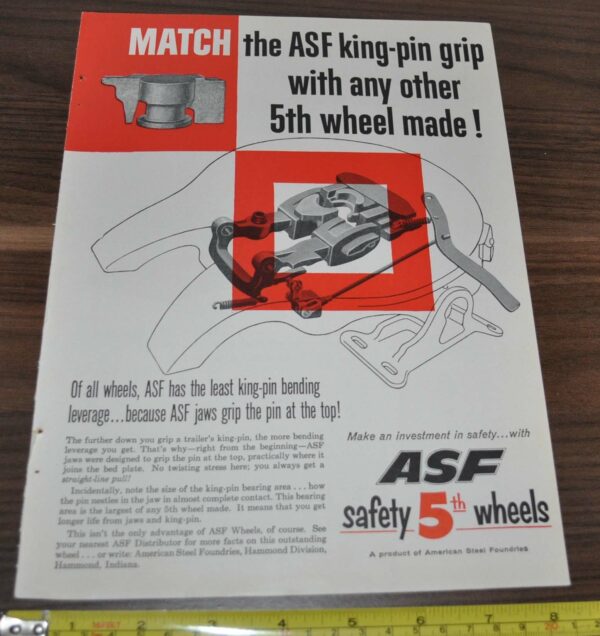 MATCH the ASF king-pin grip
with any other
5th wheel made!
Of all wheels, ASF has the least king-pin bending
leverage...because ASF jaws grip the pin at the top!
The further down you grip a trailer's king-pin, the more bending
leverage you get. That's why—right from the beginning—ASF
jaws were designed to grip the pin at the top, practically where it
joins the bed plate. No twisting stress here; you always get a
straight-line pull!
Incidentally, note the size of the king-pin bearing area . . . how
the pin nestles in the jaw in almost complete contact. This bearing
area is the largest of any 5th wheel made. It means that you get
longer life from jaws and king-pin.
This isn't the only advantage of ASF Wheels, of course. See
your nearest ASF Distributor for more facts on this outstanding
wheel . . . or write: American Steel Foundries, Hammond Division,
Hammond, Indiana.
Make an investment in safety...with
ASF
safety 5th wheels
A product of American Steel Foundries
1 2 3 4 5 6 7 8